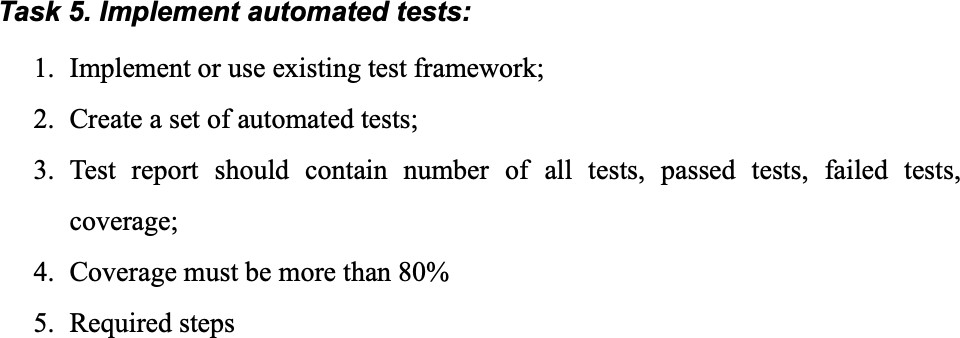 Task 5. Implement automated tests:
1. Implement or use existing test framework;
2. Create a set of automated tests;
3. Test report should contain number of all tests, passed tests, failed tests,
coverage;
4. Coverage must be more than 80%
5. Required steps